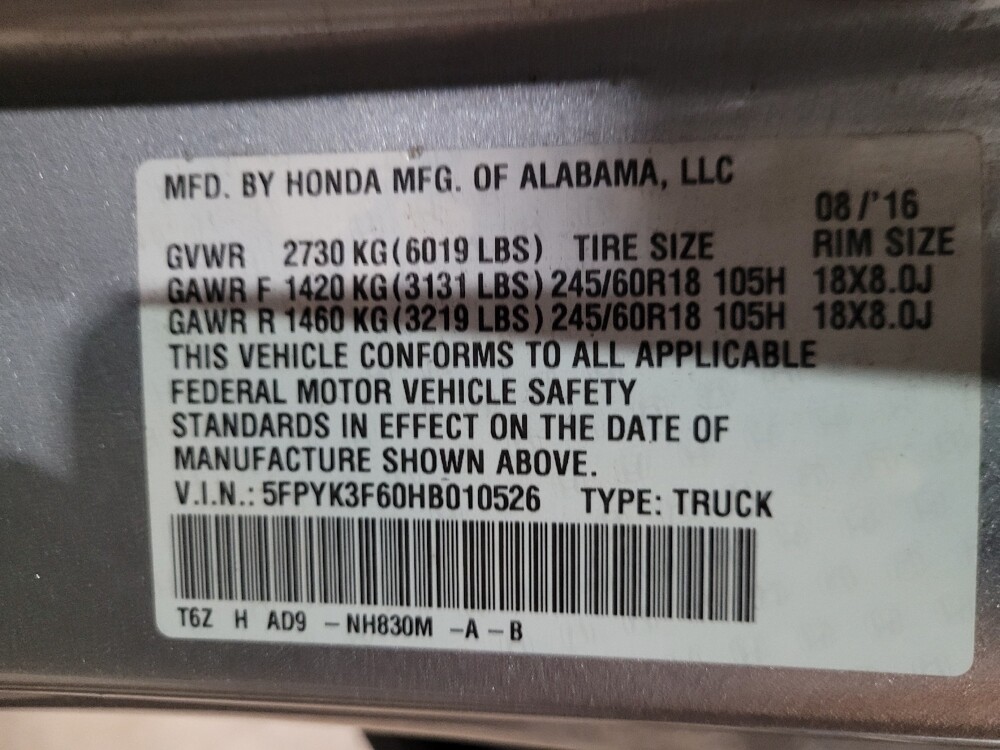 MFD. BY HONDA MFG. OF ALABAMA, LLC
08/'16
GVWR 2730 KG(6019 LBS) TIRE SIZE RIM SIZE
GAWR F 1420 KG(3131 LBS) 245/60R18 105H 18X8.0J
GAWR R 1460 KG(3219 LBS) 245/60R18 105H 18X8.0J
THIS VEHICLE CONFORMS TO ALL APPLICABLE
FEDERAL MOTOR VEHICLE SAFETY
STANDARDS IN EFFECT ON THE DATE OF
MANUFACTURE SHOWN ABOVE.
V.I.N.: 5FPYK3F60HB010526 TYPE: TRUCK
T6Z H AD9 – NH830M – A – B